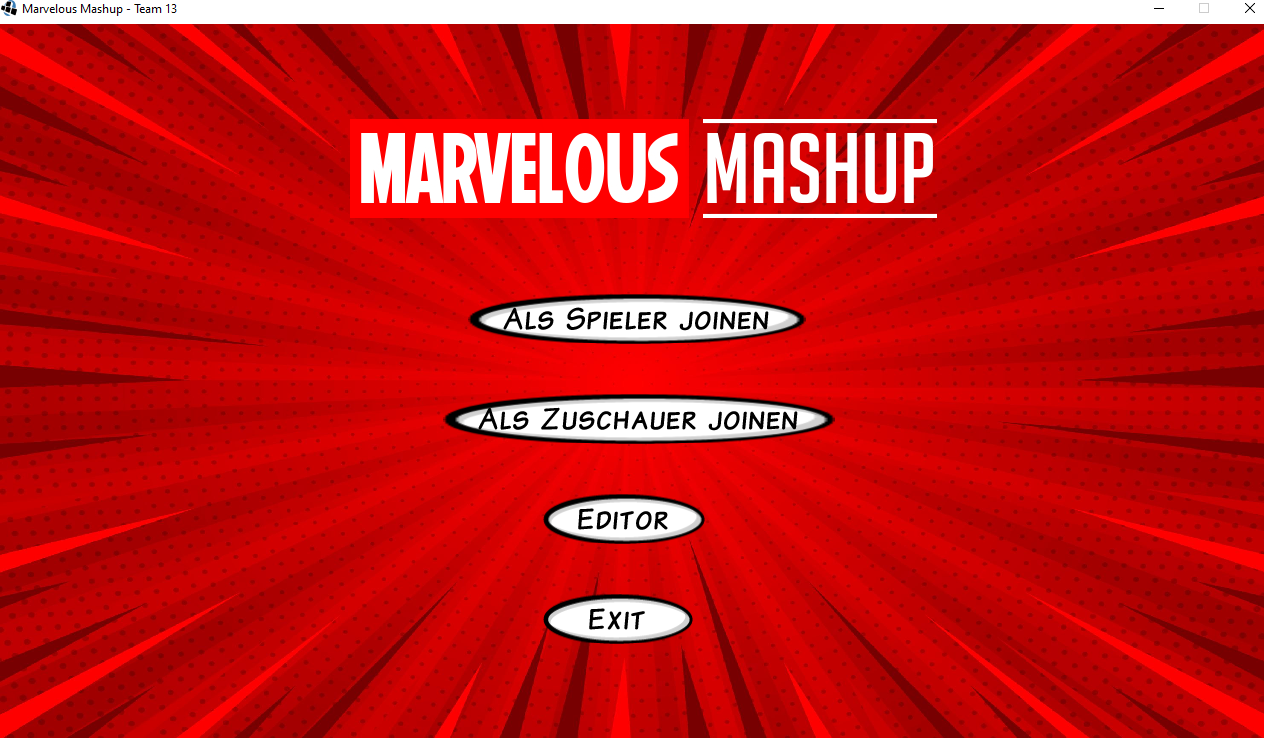 Marvelous Mashup - Team 13
MARVELOUS MASHUP
Als Spieler joinen
Als Zuschauer joinen
Editor
Exit